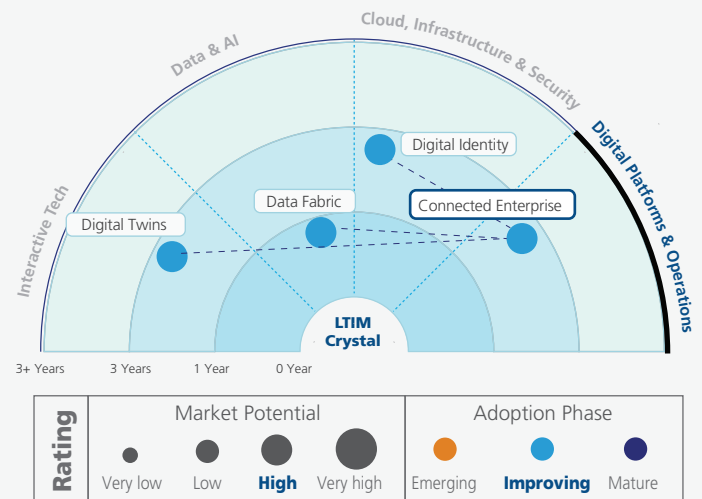 Cloud, Infrastructure & Security
Data & AI
Digital Platforms & Operations
Interactive Tech
Digital Identity
Data Fabric
Connected Enterprise
Digital Twins
LTIM
Crystal
3+ Years
3 Years
1 Year
0 Year
Rating
Market Potential
Very low
Low
High
Very high
Adoption Phase
Emerging
Improving
Mature